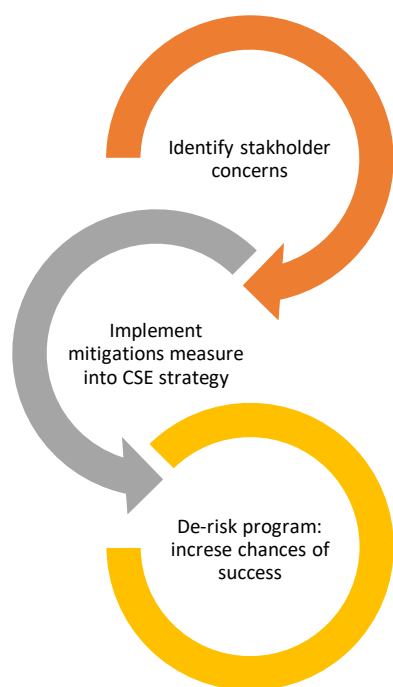 Identify stakholder
concerns
Implement
mitigations measure
into CSE strategy
De-risk program:
increse chances of
success